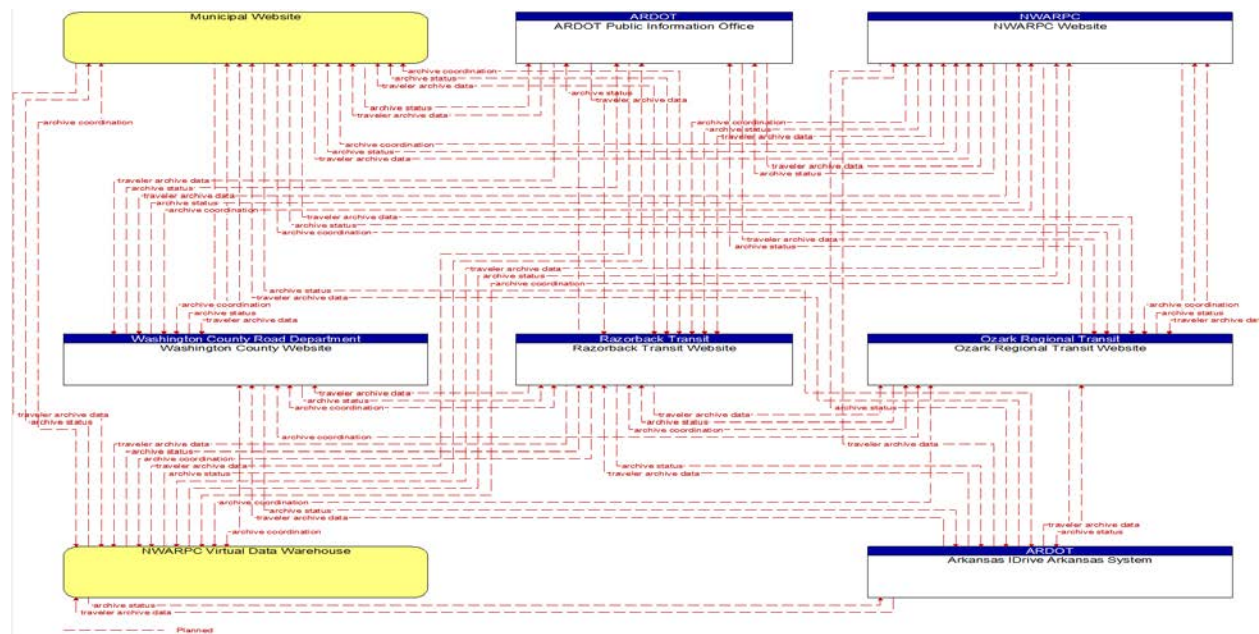 Municipal Website
ARDOT
ARDOT Public Information Office
NWARPC
NWARPC Website
archive coordination
archive status
traveler archive data
archive status
traveler archive data
archive status
traveler archive data
archive coordination
archive coordination
archive status
traveler archive data
archive coordination
archive status
traveler archive data
traveler archive data
archive status
traveler archive data
archive status
traveler archive data
archive status
archive coordination
traveler archive data
archive status
archive coordination
traveler archive data
archive status
traveler archive data
archive status
archive coordination
archive status
traveler archive data
archive coordination
archive status
traveler archive data
archive coordination
archive status
traveler archive data
Washington County Road Department
Washington County Website
Razorback Transit
Razorback Transit Website
Ozark Regional Transit
Ozark Regional Transit Website
traveler archive data
archive status
archive coordination
traveler archive data
archive status
archive coordination
archive status
traveler archive data
archive status
archive coordination
traveler archive data
archive status
archive coordination
traveler archive data
archive status
traveler archive data
archive status
traveler archive data
archive coordination
archive status
traveler archive data
archive coordination
traveler archive data
archive status
NWARPC Virtual Data Warehouse
ARDOT
Arkansas IDrive Arkansas System
archive status
traveler archive data
Planned